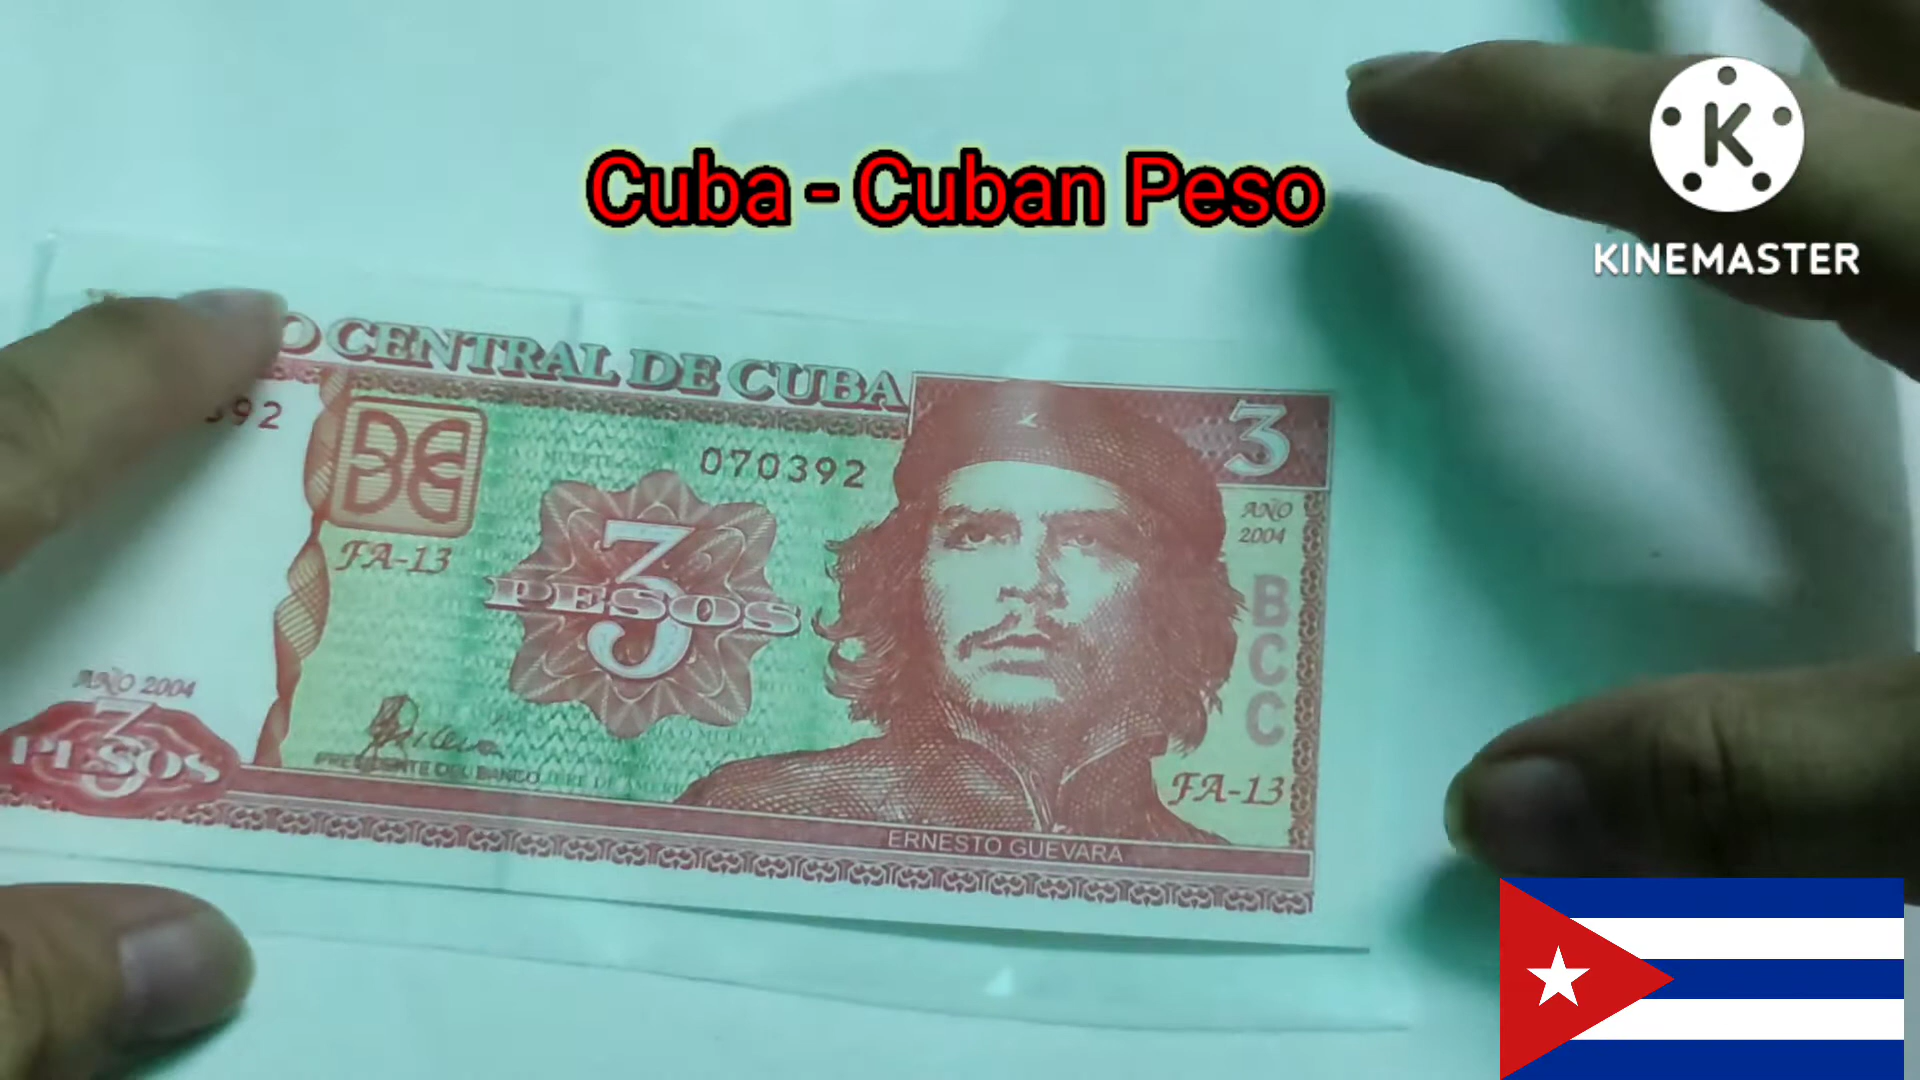 Cuba - Cuban Peso
K
KINEMASTER
O CENTRAL DE CUBA
3
392
070392
AÑO
2004
FA-13
3
PESOS
BCC
AÑO 2004
3
PESOS
PRESIDENTE DEL BANCO
FA-13
ERNESTO GUEVARA